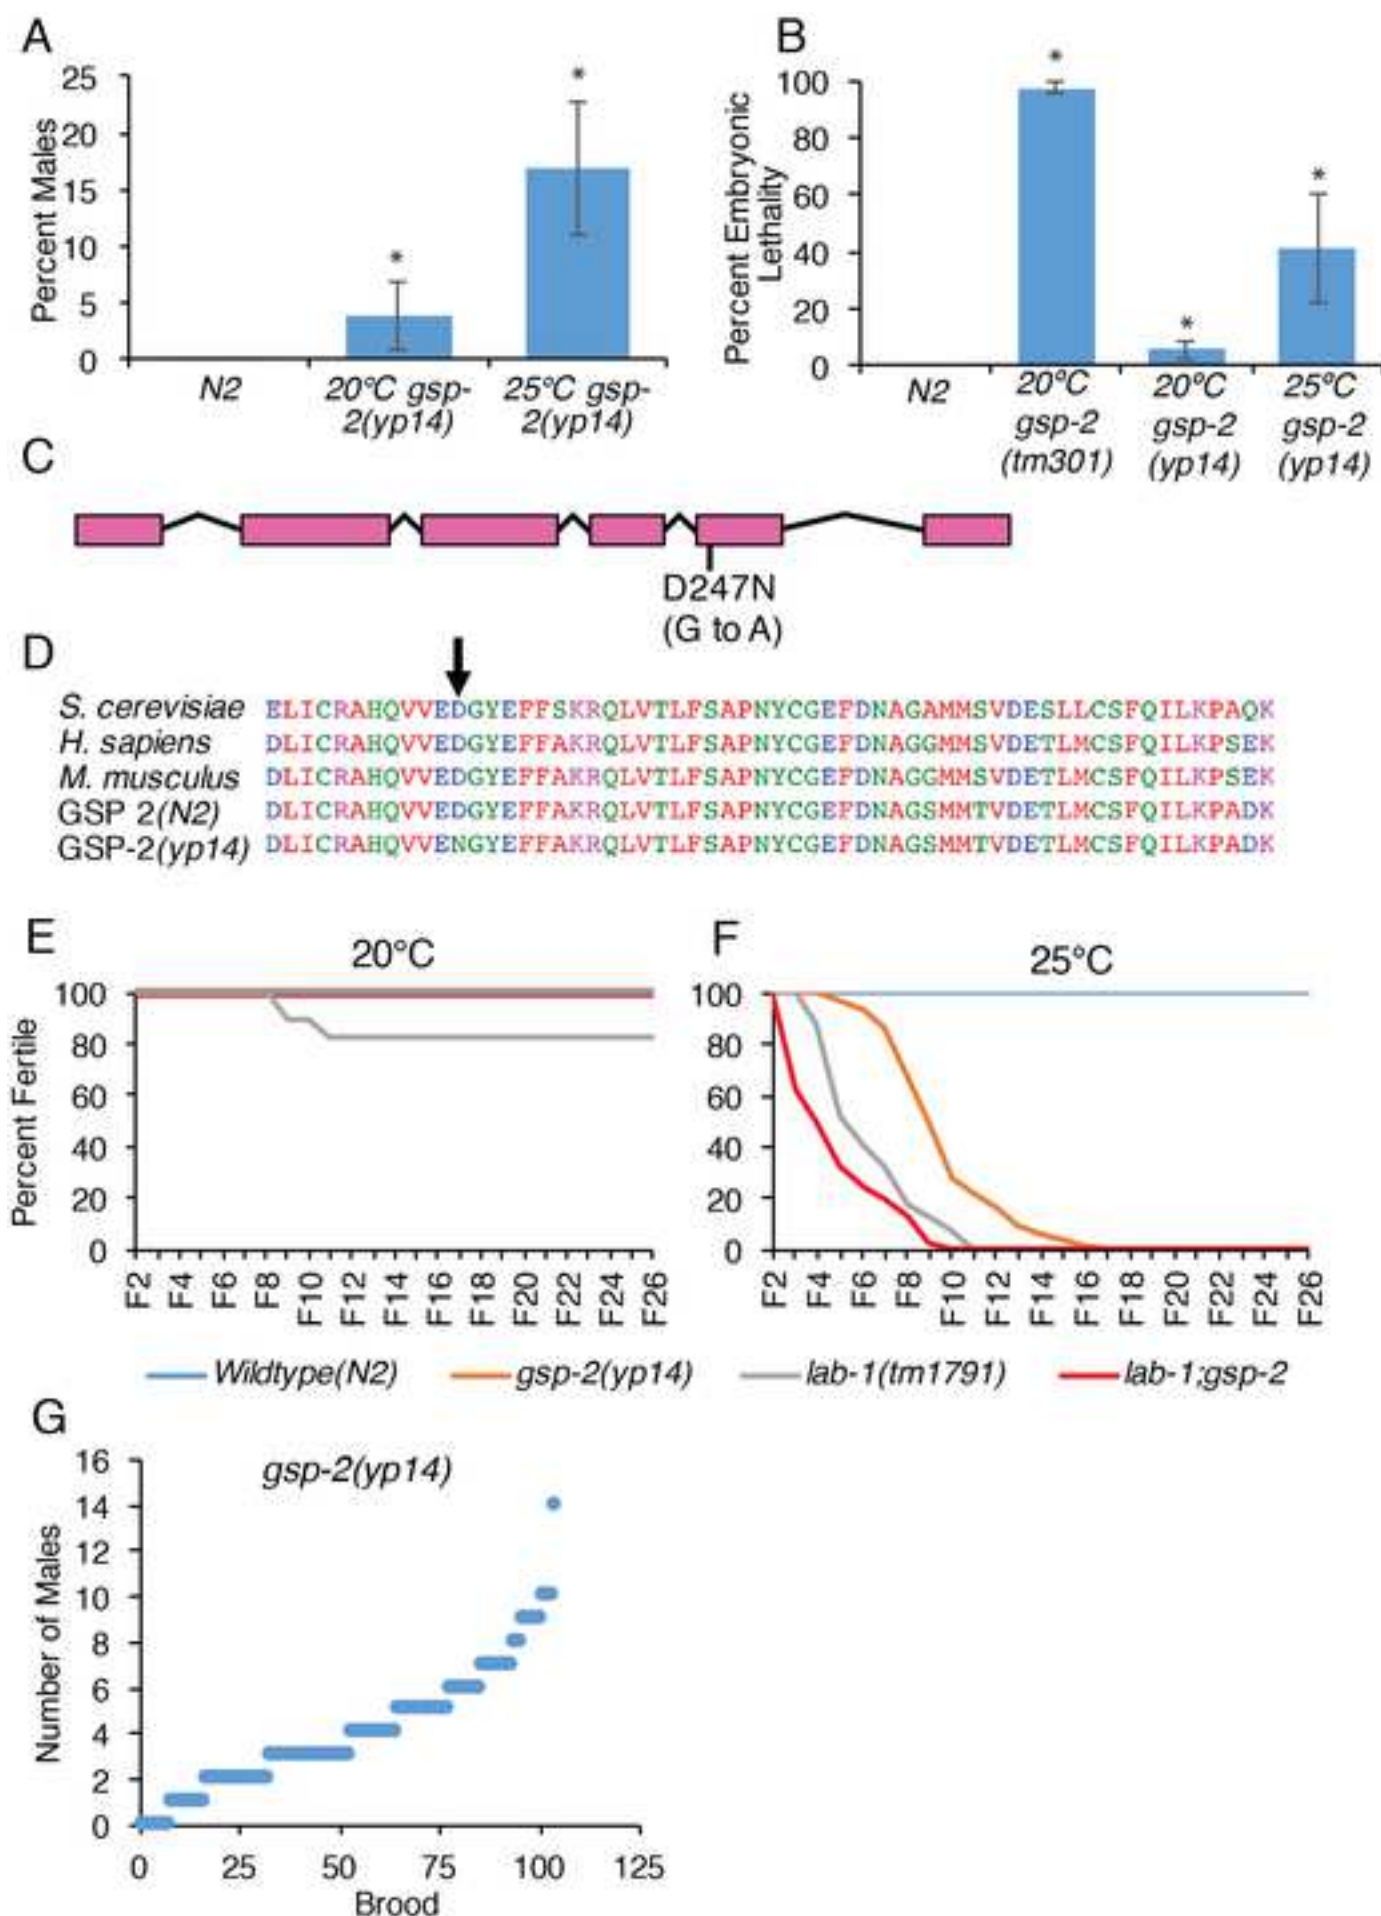 A
Percent Males
25
20
15
10
5
0
*
*
N2
20°C gsp-
2(yp14)
25°C gsp-
2(yp14)
B
Percent Embryonic
Lethality
100
80
60
40
20
0
*
*
*
N2
20°C
gsp-2
(tm301)
20°C
gsp-2
(yp14)
25°C
gsp-2
(yp14)
C
D247N
(G to A)
D
S. cerevisiae ELICRAHQVVEDGYEFFSKRQLVTLFSAPNYCGEFDNAGAMMSVDESLLCSFQILKPAQK
H. sapiens DLICRAHQVVEDGYEFFAKRQLVTLFSAPNYCGEFDNAGGMMSVDETLMCSFQILKPSEK
M. musculus DLICRAHQVVEDGYEFFAKRQLVTLFSAPNYCGEFDNAGGMMSVDETLMCSFQILKPSEK
GSP 2(N2) DLICRAHQVVEDGYEFFAKRQLVTLFSAPNYCGEFDNAGSMMTVDETLMCSFQILKPADK
GSP-2(yp14) DLICRAHQVVENGYEFFAKRQLVTLFSAPNYCGEFDNAGSMMTVDETLMCSFQILKPADK
E
20°C
Percent Fertile
100
80
60
40
20
0
F2 F4 F6 F8 F10 F12 F14 F16 F18 F20 F22 F24 F26
F
25°C
100
80
60
40
20
0
F2 F4 F6 F8 F10 F12 F14 F16 F18 F20 F22 F24 F26
Wildtype(N2) gsp-2(yp14) lab-1(tm1791) lab-1;gsp-2
G
gsp-2(yp14)
Number of Males
16
14
12
10
8
6
4
2
0
0 25 50 75 100 125
Brood